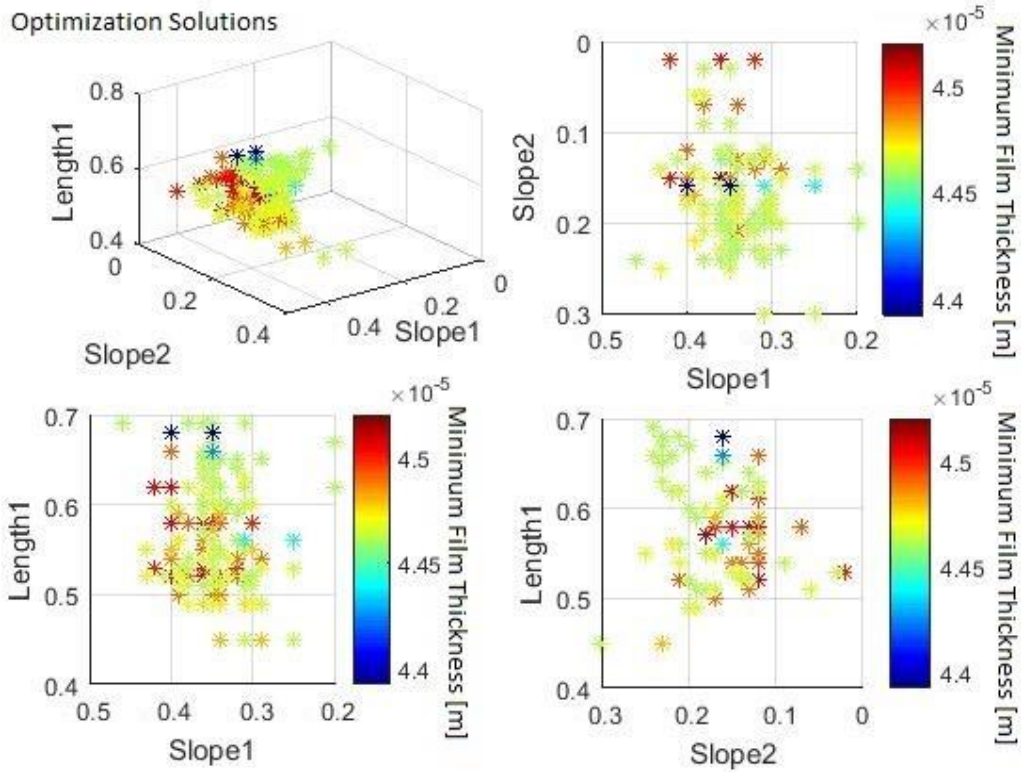 Optimization Solutions
0.8
0.6
0.4
Length1
0
0.2
0.4
Slope2
0.4
0.2
0
Slope1
0
0.1
0.2
0.3
Slope2
0.5 0.4 0.3 0.2
Slope1
×10⁻⁵
4.5
4.45
4.4
Minimum Film Thickness [m]
0.7
0.6
0.5
0.4
Length1
0.5 0.4 0.3 0.2
Slope1
×10⁻⁵
4.5
4.45
4.4
Minimum Film Thickness [m]
0.7
0.6
0.5
0.4
Length1
0.3 0.2 0.1 0
Slope2
×10⁻⁵
4.5
4.45
4.4
Minimum Film Thickness [m]